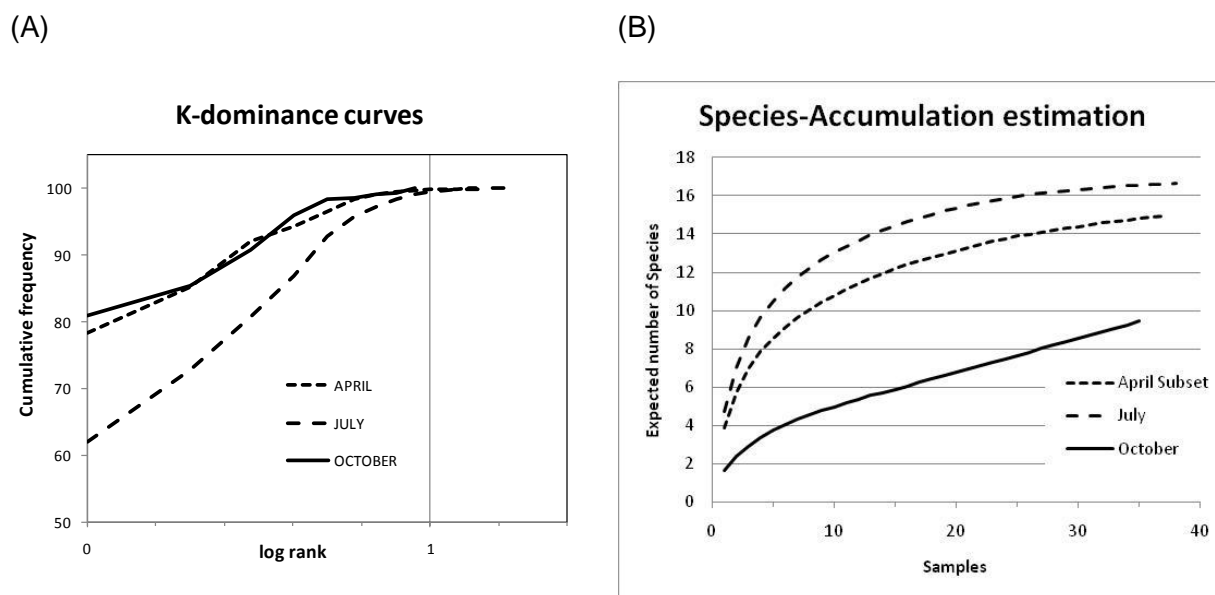 (A)
(B)
K-dominance curves
100
90
80
70
60
50
Cumulative frequency
0
1
log rank
APRIL
JULY
OCTOBER
Species-Accumulation estimation
18
16
14
12
10
8
6
4
2
0
Expected number of Species
0
10
20
30
40
Samples
April Subset
July
October